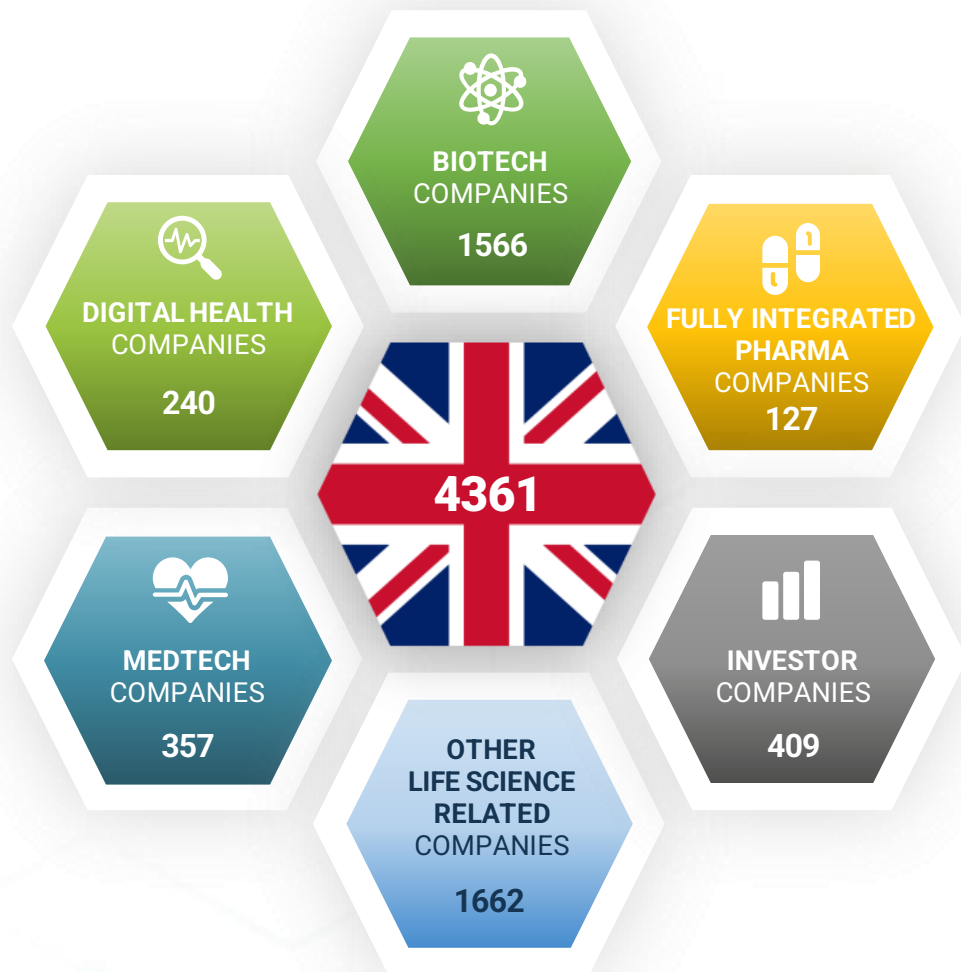 BIOTECH
COMPANIES
1566
DIGITAL HEALTH
COMPANIES
240
FULLY INTEGRATED
PHARMA
COMPANIES
127
4361
MEDTECH
COMPANIES
357
INVESTOR
COMPANIES
409
OTHER
LIFE SCIENCE
RELATED
COMPANIES
1662